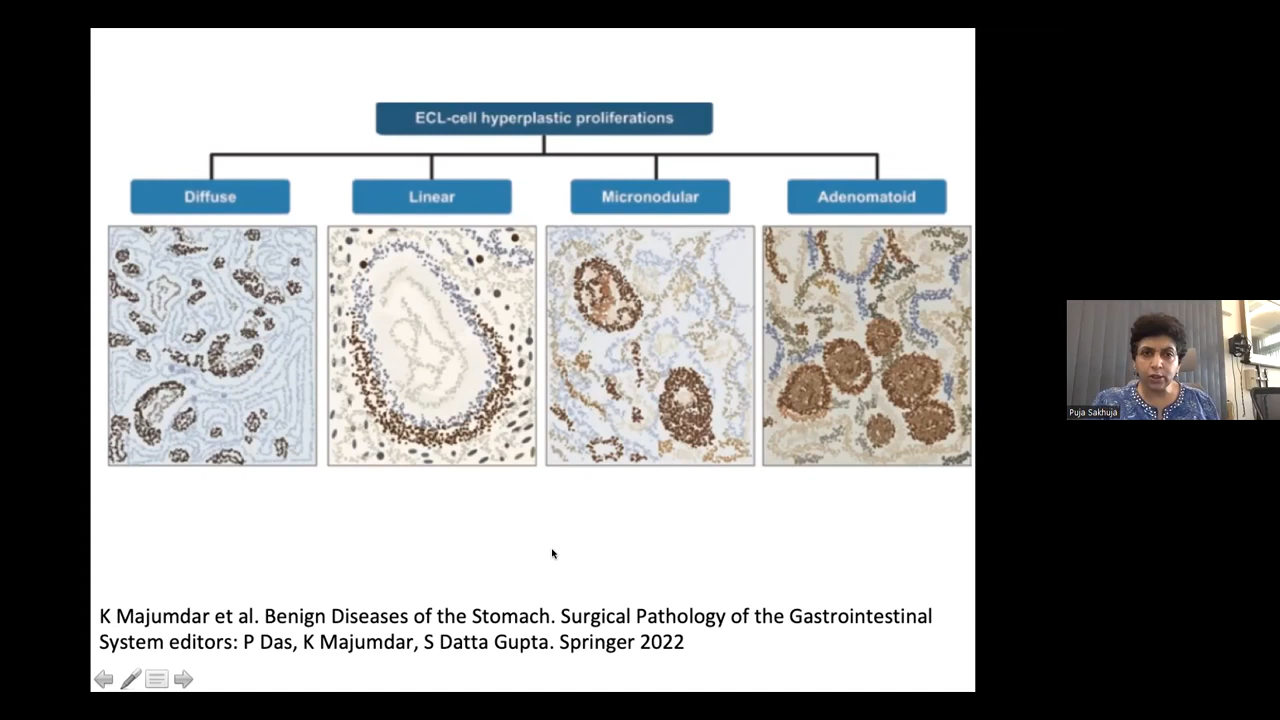 ECL-cell hyperplastic proliferations
Diffuse
Linear
Micronodular
Adenomatoid
Puja Sakhuja
K Majumdar et al. Benign Diseases of the Stomach. Surgical Pathology of the Gastrointestinal
System editors: P Das, K Majumdar, S Datta Gupta. Springer 2022